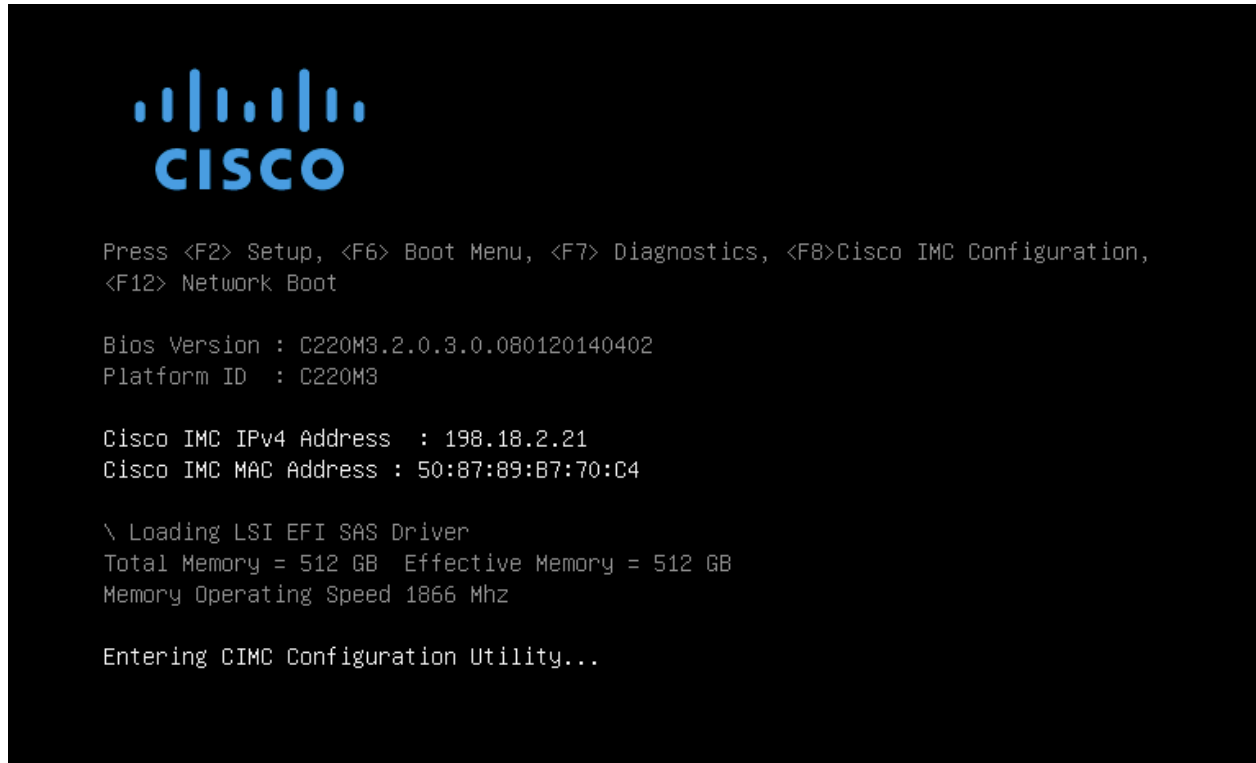 CISCO
Press <F2> Setup, <F6> Boot Menu, <F7> Diagnostics, <F8>Cisco IMC Configuration,
<F12> Network Boot
Bios Version : C220M3.2.0.3.0.080120140402
Platform ID  : C220M3
Cisco IMC IPv4 Address  : 198.18.2.21
Cisco IMC MAC Address : 50:87:89:B7:70:C4
\ Loading LSI EFI SAS Driver
Total Memory = 512 GB  Effective Memory = 512 GB
Memory Operating Speed 1866 Mhz
Entering CIMC Configuration Utility...